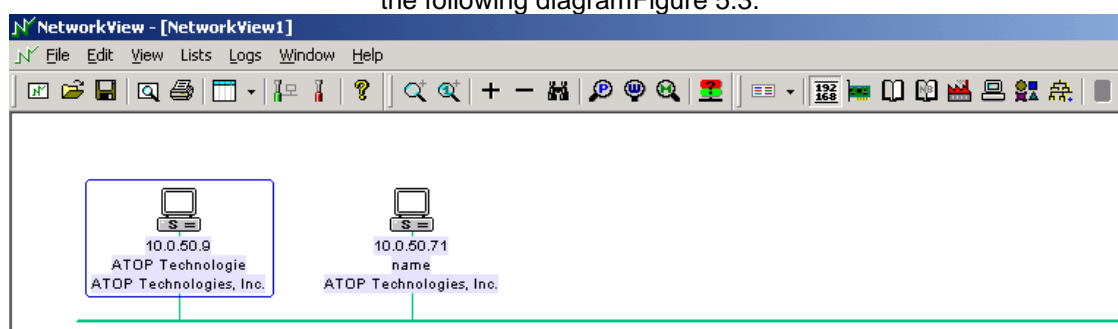 the following diagramFigure 5.3.
NetworkView - [NetworkView1]
File Edit View Lists Logs Window Help
192
168
S =
10.0.50.9
ATOP Technologie
ATOP Technologies, Inc.
S =
10.0.50.71
name
ATOP Technologies, Inc.